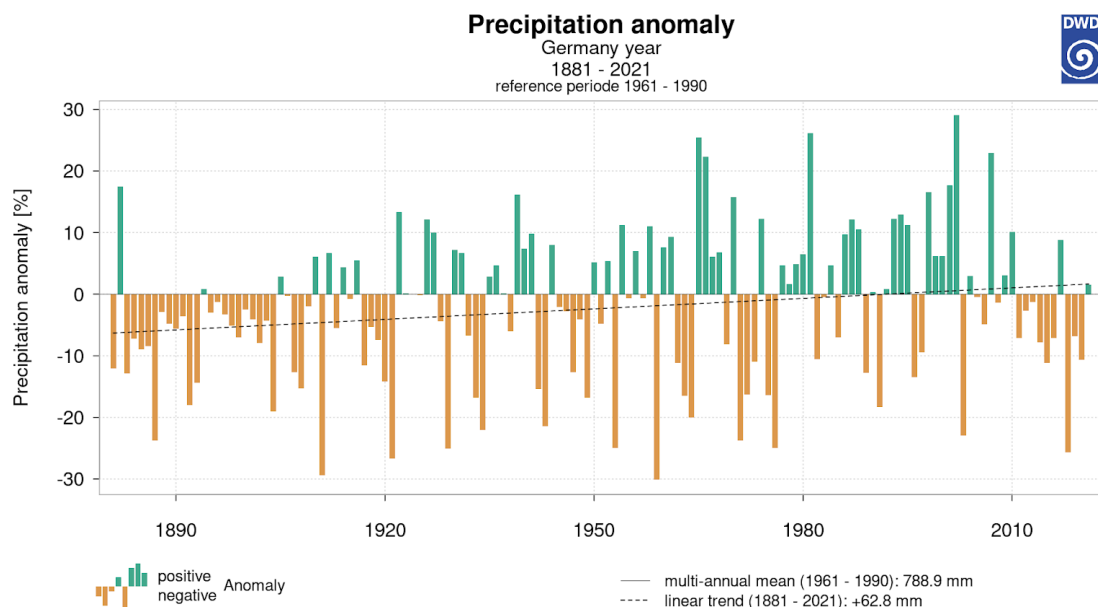 Precipitation anomaly
Germany year
1881 - 2021
reference periode 1961 - 1990
DWD
Precipitation anomaly [%]
30
20
10
0
-10
-20
-30
1890
1920
1950
1980
2010
positive
negative
Anomaly
multi-annual mean (1961 - 1990): 788.9 mm
linear trend (1881 - 2021): +62.8 mm